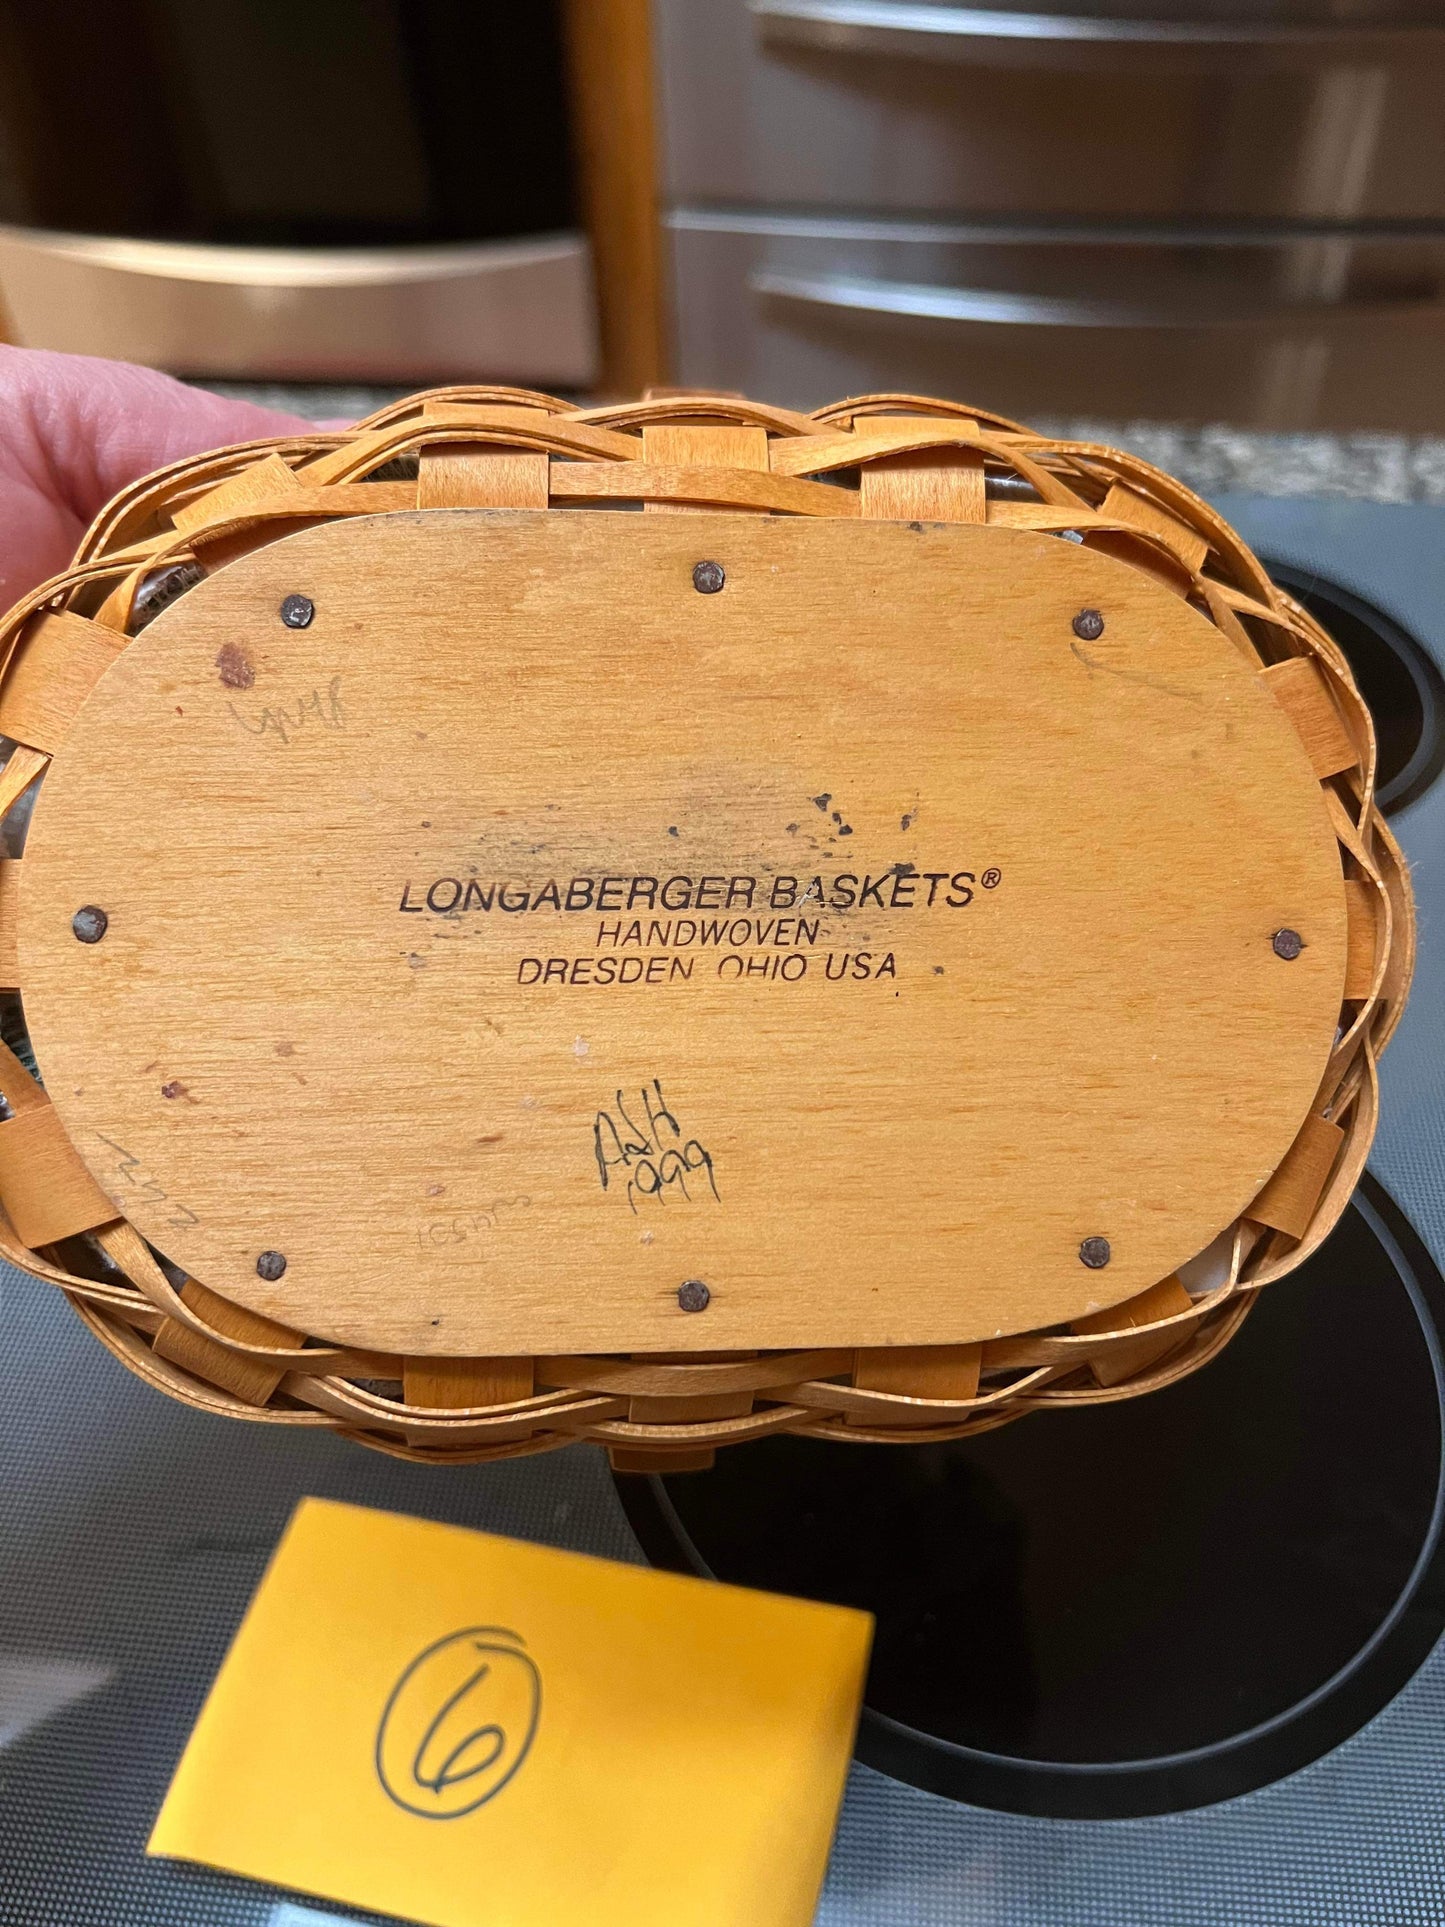 LONGABERGER BASKETS®
HANDWOVEN
DRESDEN OHIO USA
1999
6